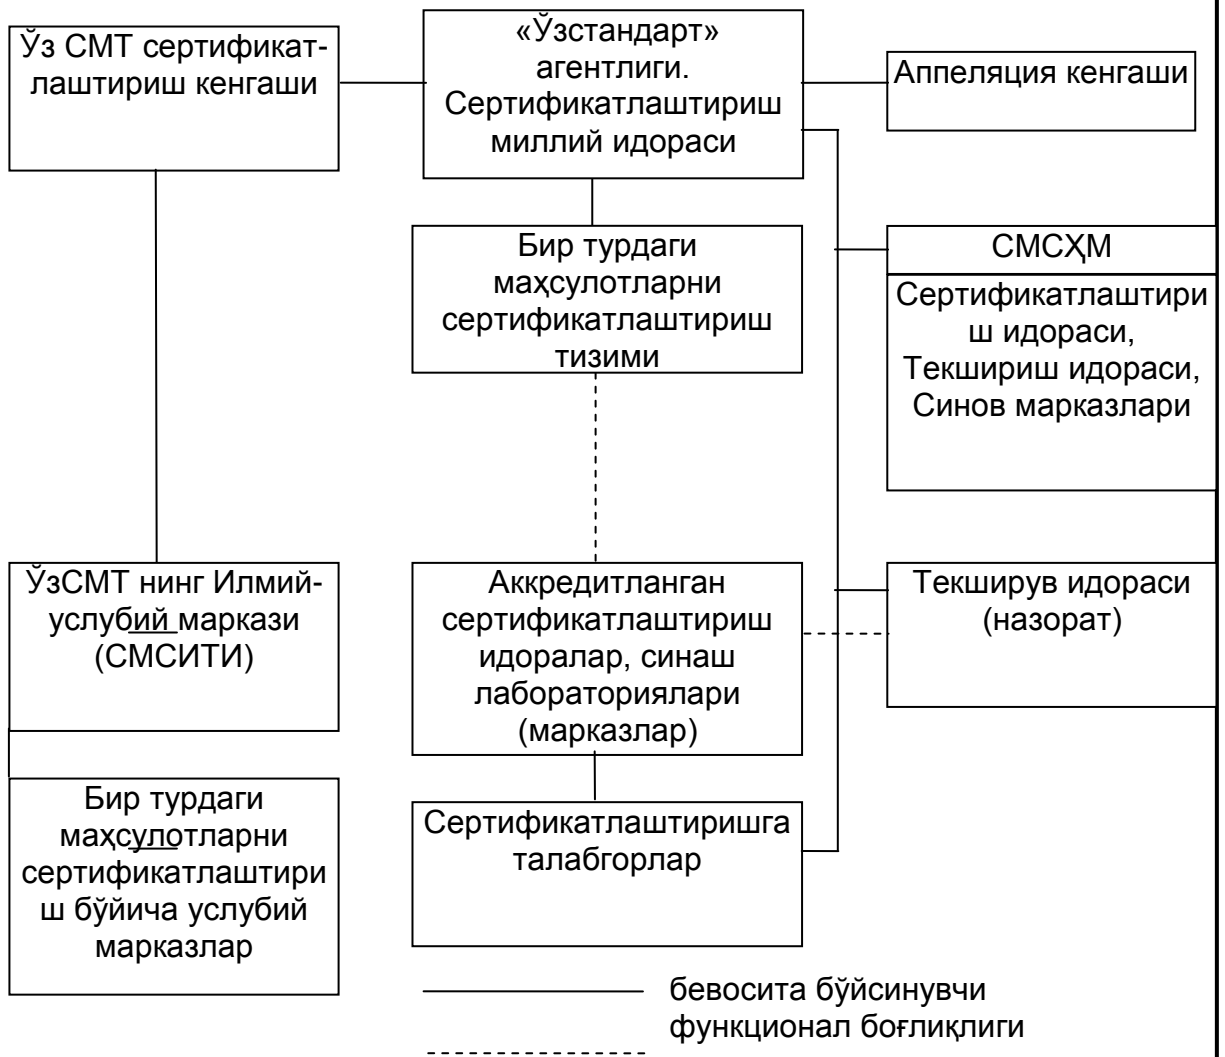 Ўз СМТ сертификат-
лаштириш кенгаши
«Ўзстандарт»
агентлиги.
Сертификатлаштириш
миллий идораси
Аппеляция кенгаши
Бир турдаги
маҳсулотларни
сертификатлаштириш
тизими
СМСҲМ
Сертификатлаштири
ш идораси,
Текшириш идораси,
Синов марказлари
ЎзСМТ нинг Илмий-
услубий маркази
(СМСИТИ)
Аккредитланган
сертификатлаштириш
идоралар, синаш
лабораториялари
(марказлар)
Текширув идораси
(назорат)
Бир турдаги
маҳсулотларни
сертификатлаштири
ш бўйича услубий
марказлар
Сертификатлаштиришга
талабгорлар
бевосита бўйсинувчи
функционал боғлиқлиги